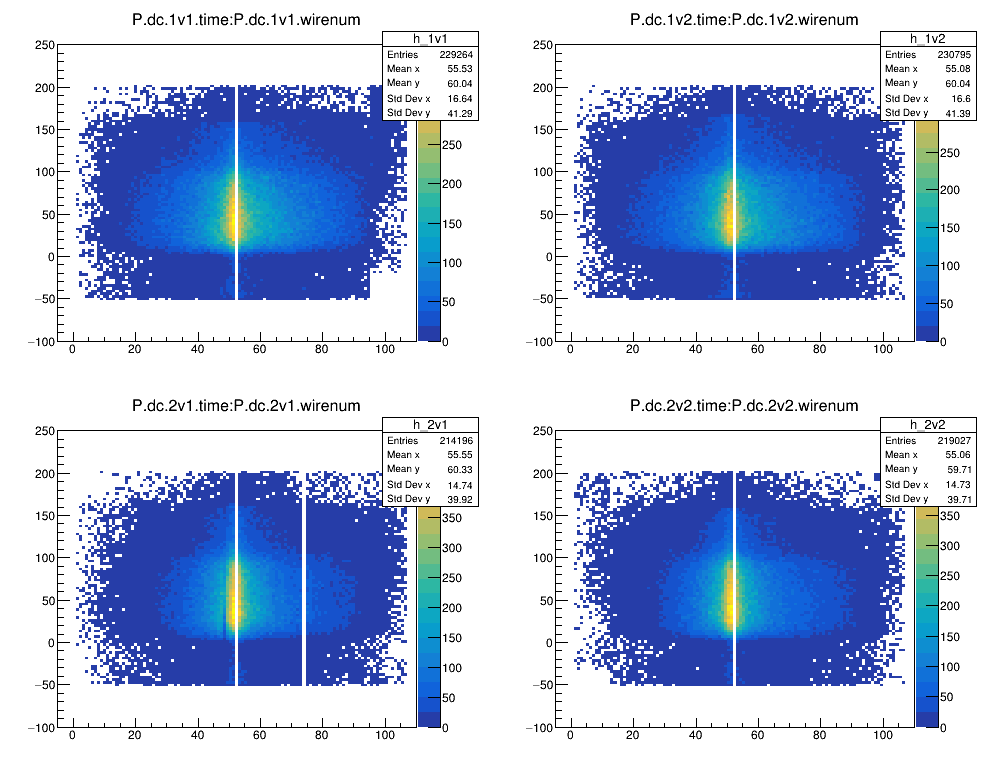 P.dc.1v1.time:P.dc.1v1.wirenum
h_1v1
Entries 229264
Mean x 55.53
Mean y 60.04
Std Dev x 16.64
Std Dev y 41.29
250
200
150
100
50
0
−50
−100
0 20 40 60 80 100
250
200
150
100
50
0
P.dc.1v2.time:P.dc.1v2.wirenum
h_1v2
Entries 230795
Mean x 55.08
Mean y 60.04
Std Dev x 16.6
Std Dev y 41.39
250
200
150
100
50
0
−50
−100
0 20 40 60 80 100
250
200
150
100
50
0
P.dc.2v1.time:P.dc.2v1.wirenum
h_2v1
Entries 214196
Mean x 55.55
Mean y 60.33
Std Dev x 14.74
Std Dev y 39.92
250
200
150
100
50
0
−50
−100
0 20 40 60 80 100
350
300
250
200
150
100
50
0
P.dc.2v2.time:P.dc.2v2.wirenum
h_2v2
Entries 219027
Mean x 55.06
Mean y 59.71
Std Dev x 14.73
Std Dev y 39.71
250
200
150
100
50
0
−50
−100
0 20 40 60 80 100
350
300
250
200
150
100
50
0